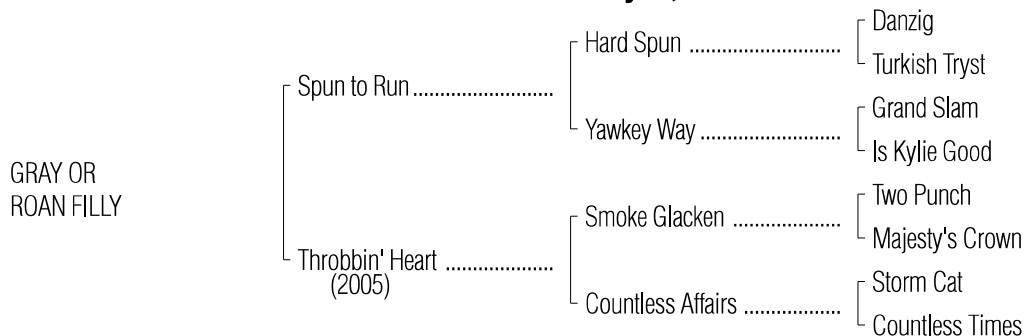 Danzig
Hard Spun ..............................
Turkish Tryst
Spun to Run ............................
Grand Slam
Yawkey Way ...........................
Is Kylie Good
GRAY OR
ROAN FILLY
Two Punch
Smoke Glacken .....................
Majesty's Crown
Throbbin' Heart .....................
(2005)
Storm Cat
Countless Affairs ....................
Countless Times